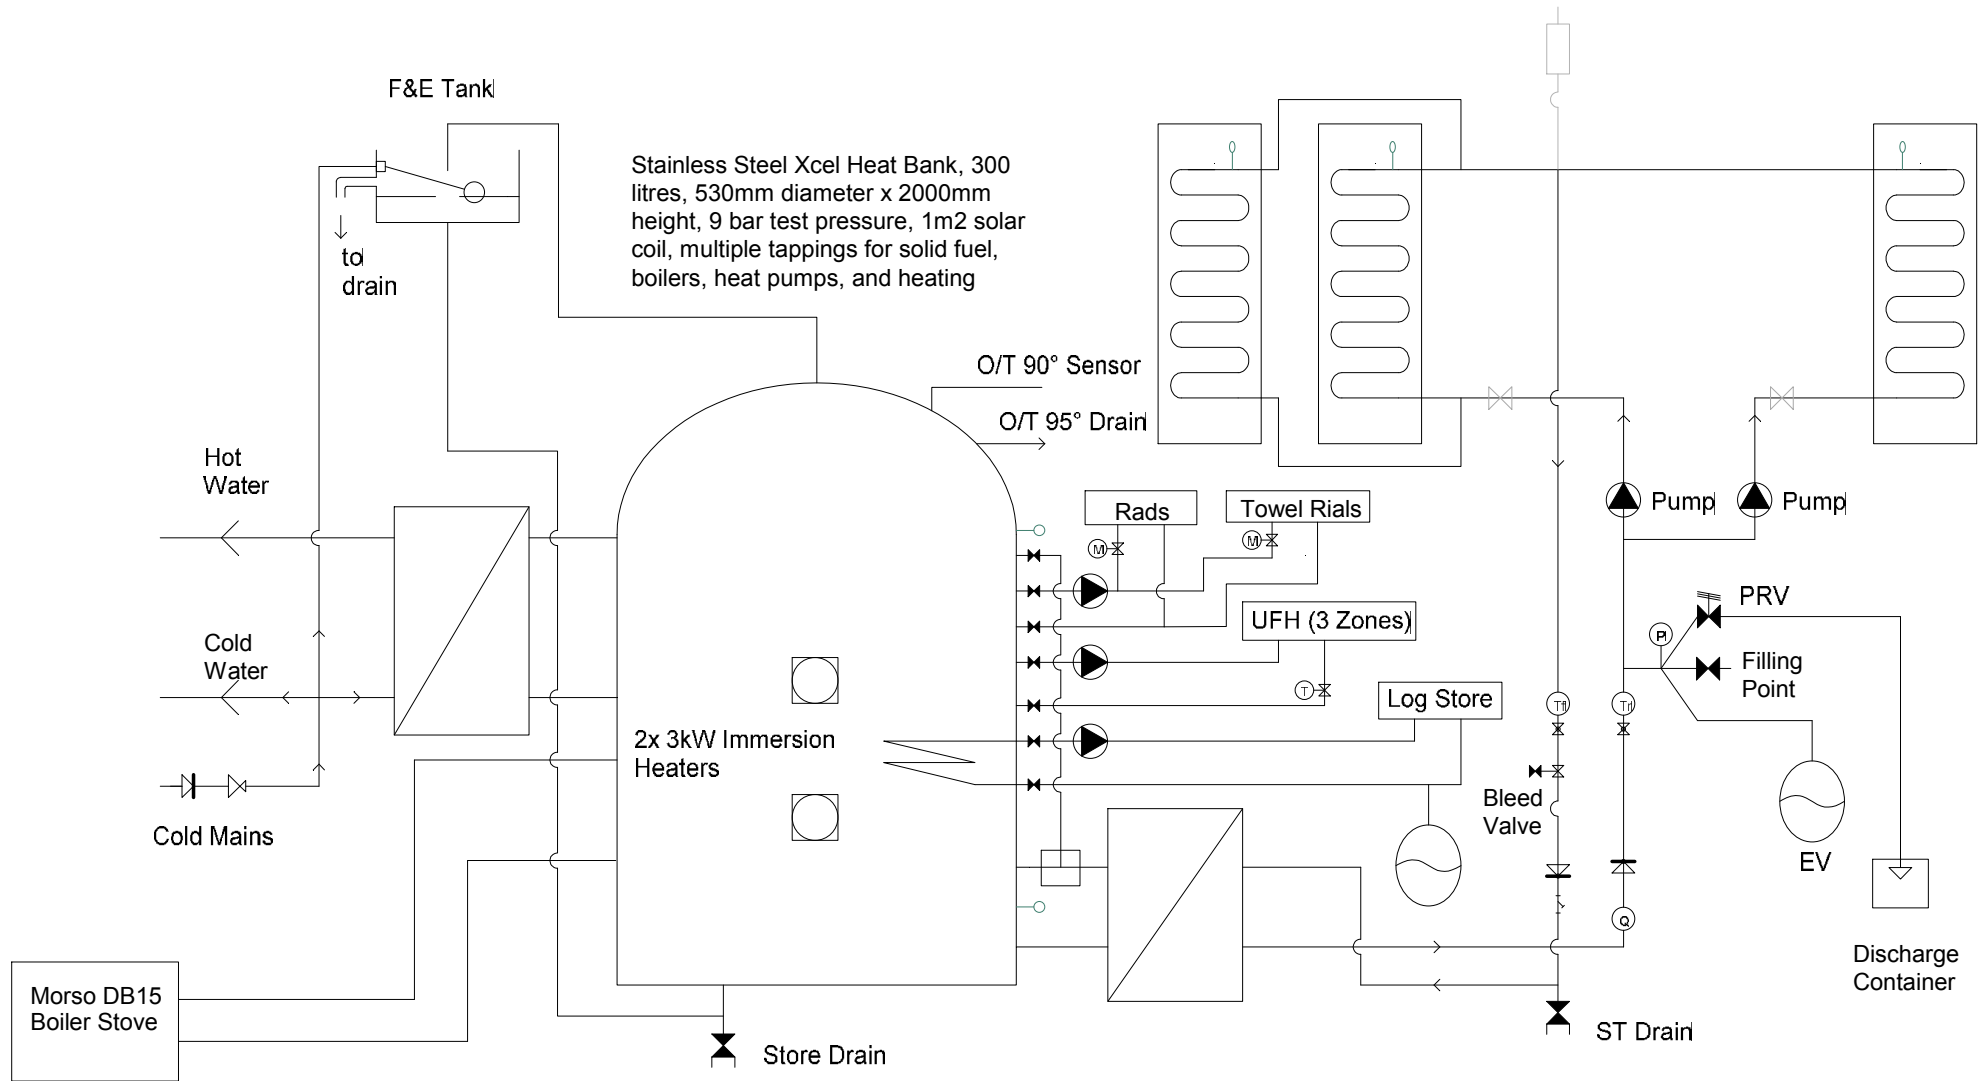 F&E Tank
Stainless Steel Xcel Heat Bank, 300
litres, 530mm diameter x 2000mm
height, 9 bar test pressure, 1m2 solar
coil, multiple tappings for solid fuel,
boilers, heat pumps, and heating
to
drain
O/T 90° Sensor
O/T 95° Drain
Hot
Water
Rads
Towel Rials
Pump
Pump
M
M
PRV
UFH (3 Zones)
PI
Cold
Water
Filling
Point
T
Log Store
Tfl
Trl
2x 3kW Immersion
Heaters
Bleed
Valve
Cold Mains
EV
Q
Discharge
Container
Morso DB15
Boiler Stove
ST Drain
Store Drain